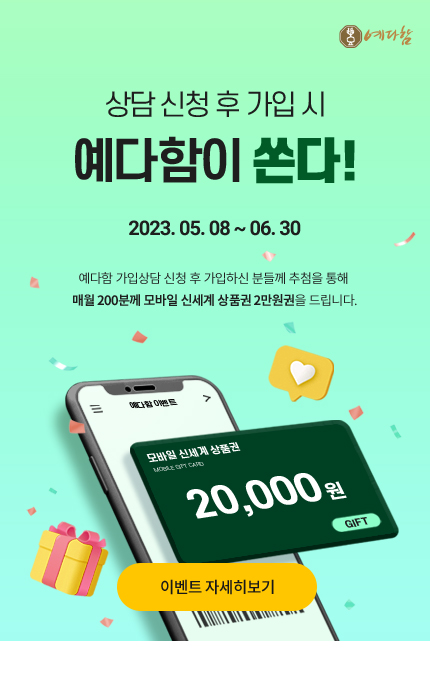 예다함
상담 신청 후 가입 시
예다함이 쏜다!
2023. 05. 08 ~ 06. 30
예다함 가입상담 신청 후 가입하신 분들께 추첨을 통해
매월 200분께 모바일 신세계 상품권 2만원권을 드립니다.
예다함 이벤트
모바일 신세계 상품권
MOBILE GIFT CARD
20,000원
GIFT
이벤트 자세히보기